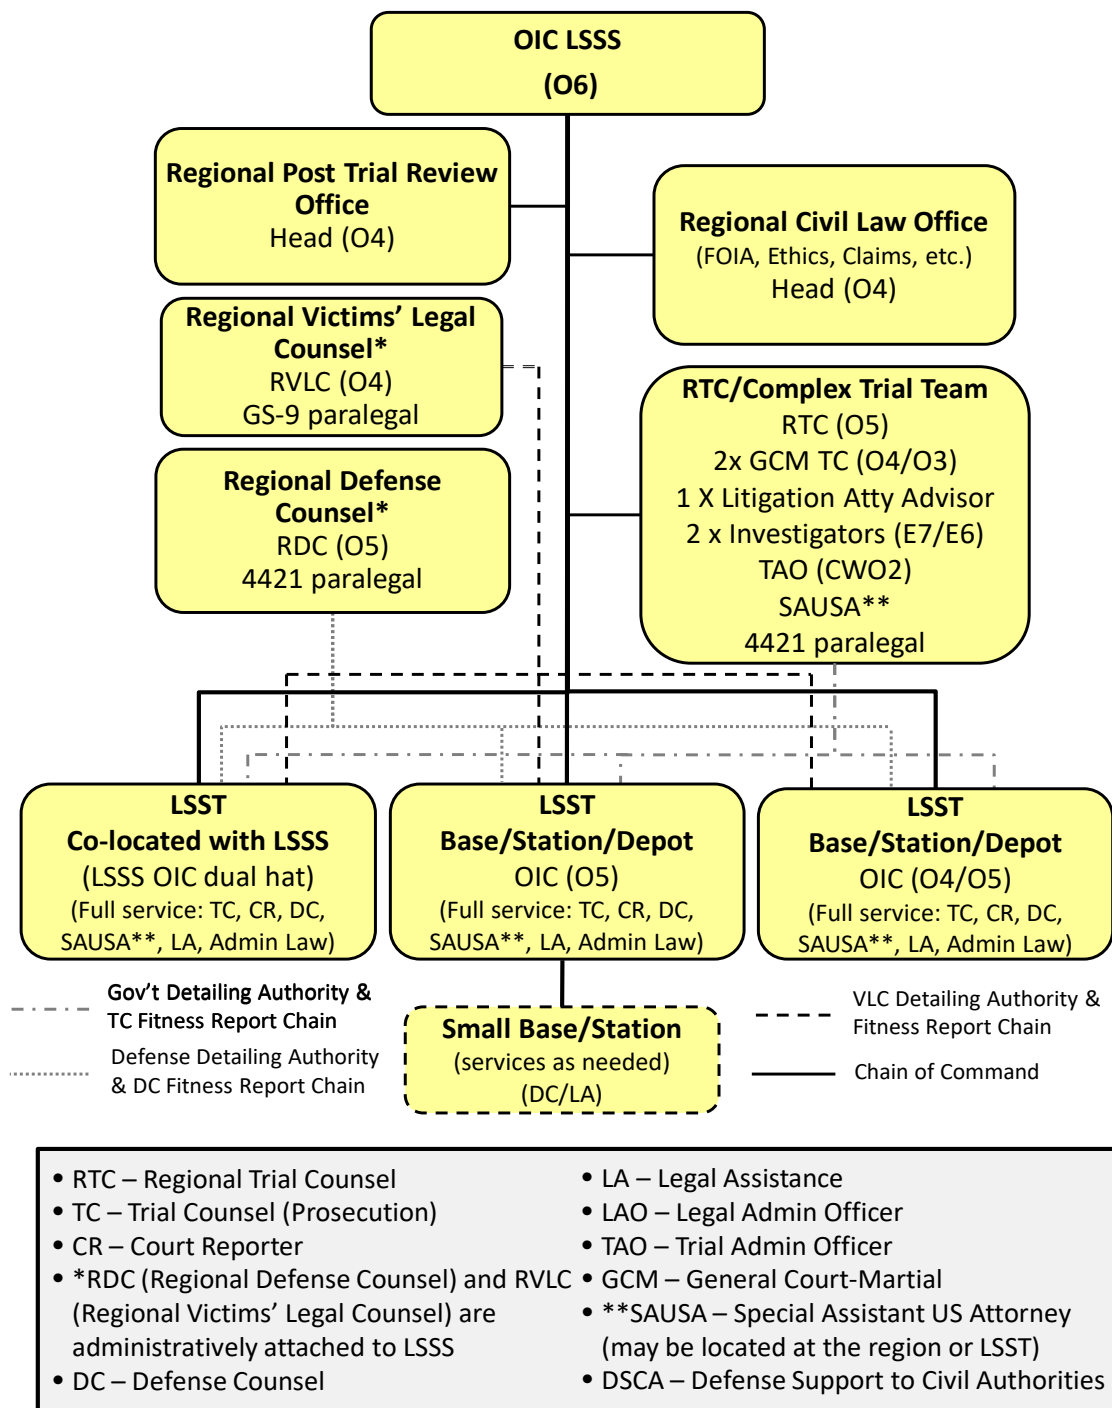 OIC LSSS
(O6)
Regional Post Trial Review
Office
Head (O4)
Regional Civil Law Office
(FOIA, Ethics, Claims, etc.)
Head (O4)
Regional Victims' Legal
Counsel*
RVLC (O4)
GS-9 paralegal
RTC/Complex Trial Team
RTC (O5)
2x GCM TC (O4/O3)
1 X Litigation Atty Advisor
2 x Investigators (E7/E6)
TAO (CWO2)
SAUSA**
4421 paralegal
Regional Defense
Counsel*
RDC (O5)
4421 paralegal
LSST
Co-located with LSSS
(LSSS OIC dual hat)
(Full service: TC, CR, DC,
SAUSA**, LA, Admin Law)
LSST
Base/Station/Depot
OIC (O5)
(Full service: TC, CR, DC,
SAUSA**, LA, Admin Law)
LSST
Base/Station/Depot
OIC (O4/O5)
(Full service: TC, CR, DC,
SAUSA**, LA, Admin Law)
Gov't Detailing Authority &
TC Fitness Report Chain
Defense Detailing Authority
& DC Fitness Report Chain
Small Base/Station
(services as needed)
(DC/LA)
VLC Detailing Authority &
Fitness Report Chain
Chain of Command
• RTC – Regional Trial Counsel
• TC – Trial Counsel (Prosecution)
• CR – Court Reporter
• *RDC (Regional Defense Counsel) and RVLC
(Regional Victims' Legal Counsel) are
administratively attached to LSSS
• DC – Defense Counsel
• LA – Legal Assistance
• LAO – Legal Admin Officer
• TAO – Trial Admin Officer
• GCM – General Court-Martial
• **SAUSA – Special Assistant US Attorney
(may be located at the region or LSST)
• DSCA – Defense Support to Civil Authorities